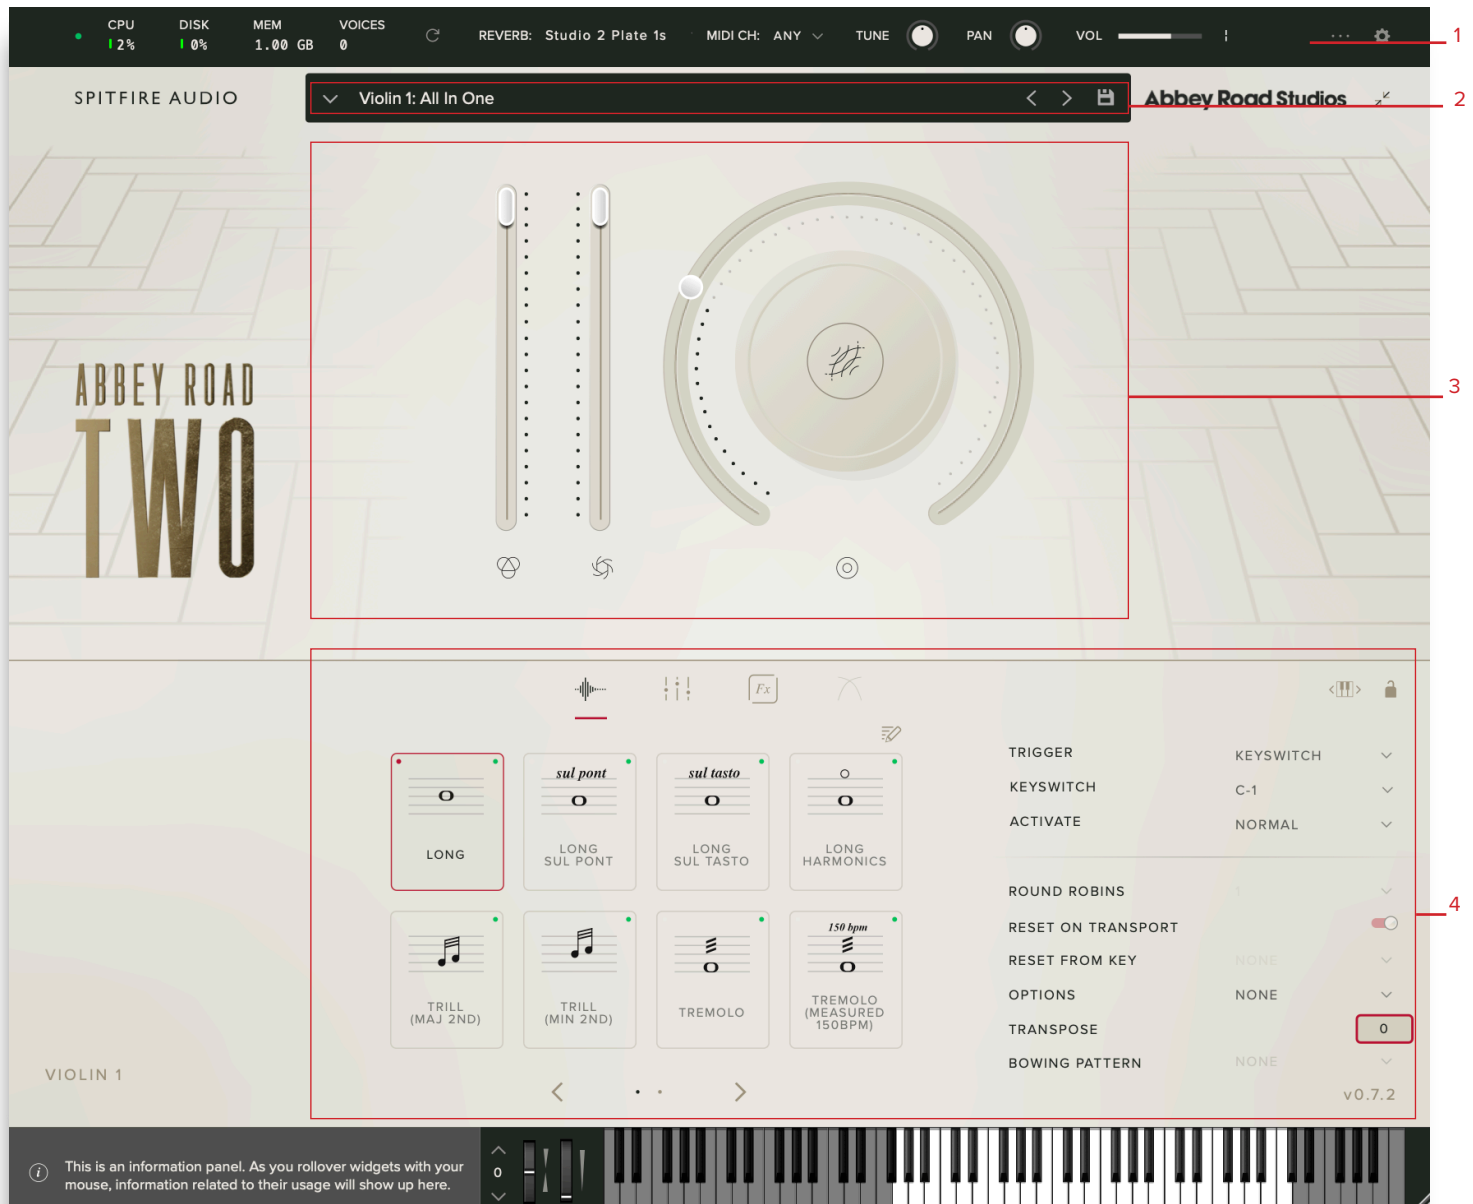 CPU DISK MEM VOICES
2% 0% 1.00 GB 0
REVERB: Studio 2 Plate 1s MIDI CH: ANY TUNE PAN VOL
1
SPITFIRE AUDIO
Violin 1: All In One
Abbey Road Studios
2
ABBEY ROAD
TWO
3
Fx
LONG
sul pont
LONG
SUL PONT
sul tasto
LONG
SUL TASTO
LONG
HARMONICS
TRILL
(MAJ 2ND)
TRILL
(MIN 2ND)
TREMOLO
150 bpm
TREMOLO
(MEASURED
150BPM)
TRIGGER KEYSWITCH
KEYSWITCH C-1
ACTIVATE NORMAL
ROUND ROBINS 1
RESET ON TRANSPORT
RESET FROM KEY NONE
OPTIONS NONE
TRANSPOSE 0
BOWING PATTERN NONE
4
VIOLIN 1
v0.7.2
i
This is an information panel. As you rollover widgets with your
mouse, information related to their usage will show up here.
0